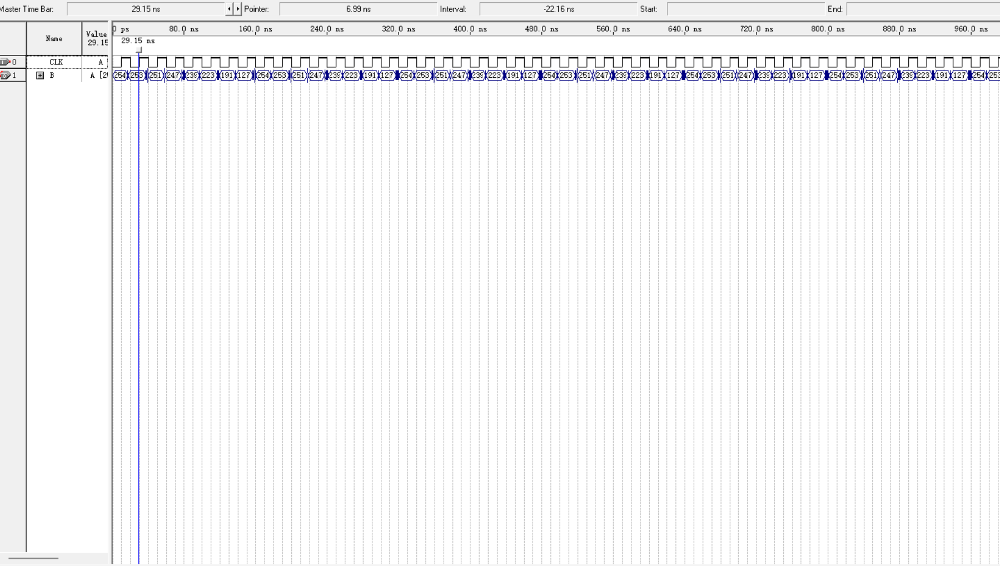 Master Time Bar: 29.15 ns Pointer: 6.99 ns Interval: -22.16 ns Start: End:
0 ps 80.0 ns 160.0 ns 240.0 ns 320.0 ns 400.0 ns 480.0 ns 560.0 ns 640.0 ns 720.0 ns 800.0 ns 880.0 ns 960.0 ns
Name Value
29.15
29.15 ns
0 CLK A
1 B A [2 254 253 251 247 239 223 191 127 254 253 251 247 239 223 191 127 254 253 251 247 239 223 191 127 254 253 251 247 239 223 191 127 254 253 251 247 239 223 191 127 254 253 251 247 239 223 191 127 254 253